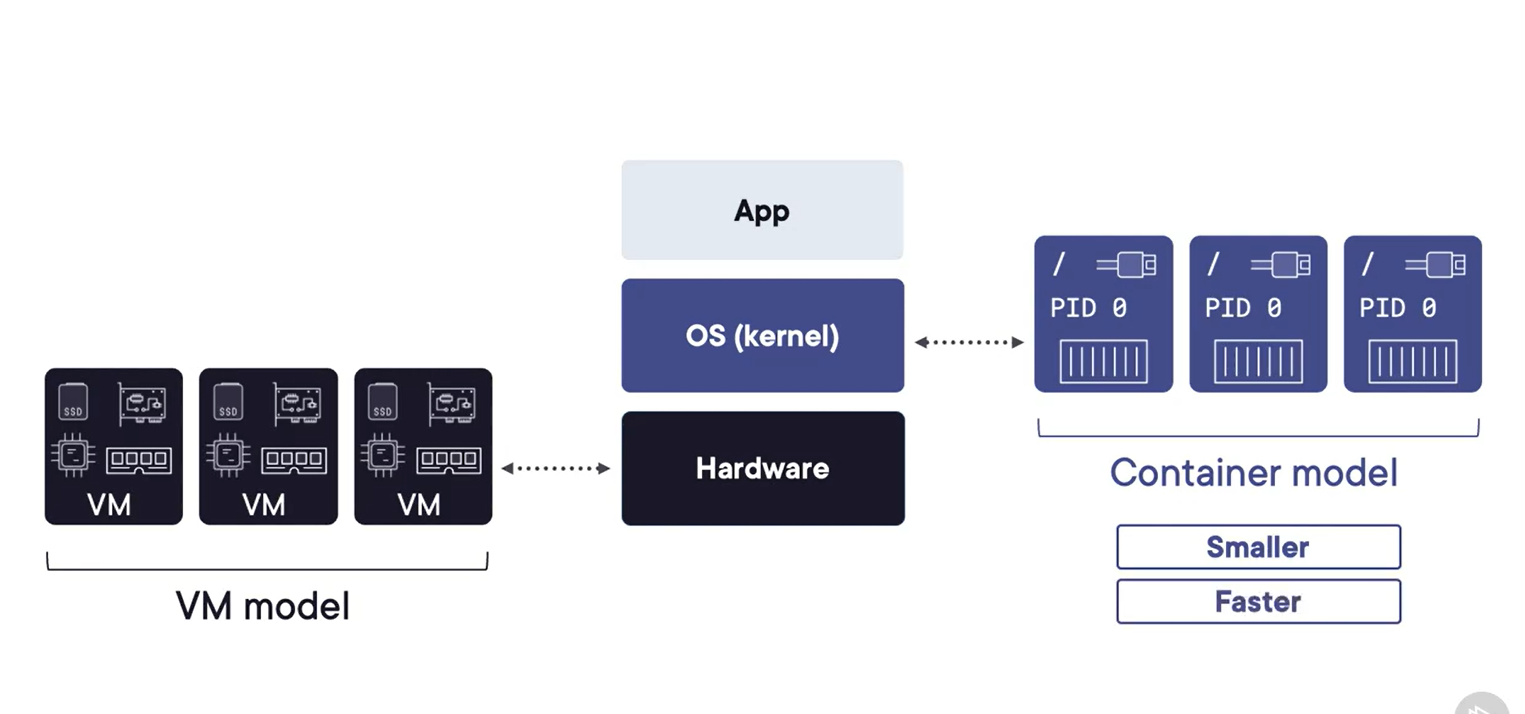 App
OS (kernel)
Hardware
SSD
VM
SSD
VM
SSD
VM
VM model
/
PID 0
/
PID 0
/
PID 0
Container model
Smaller
Faster